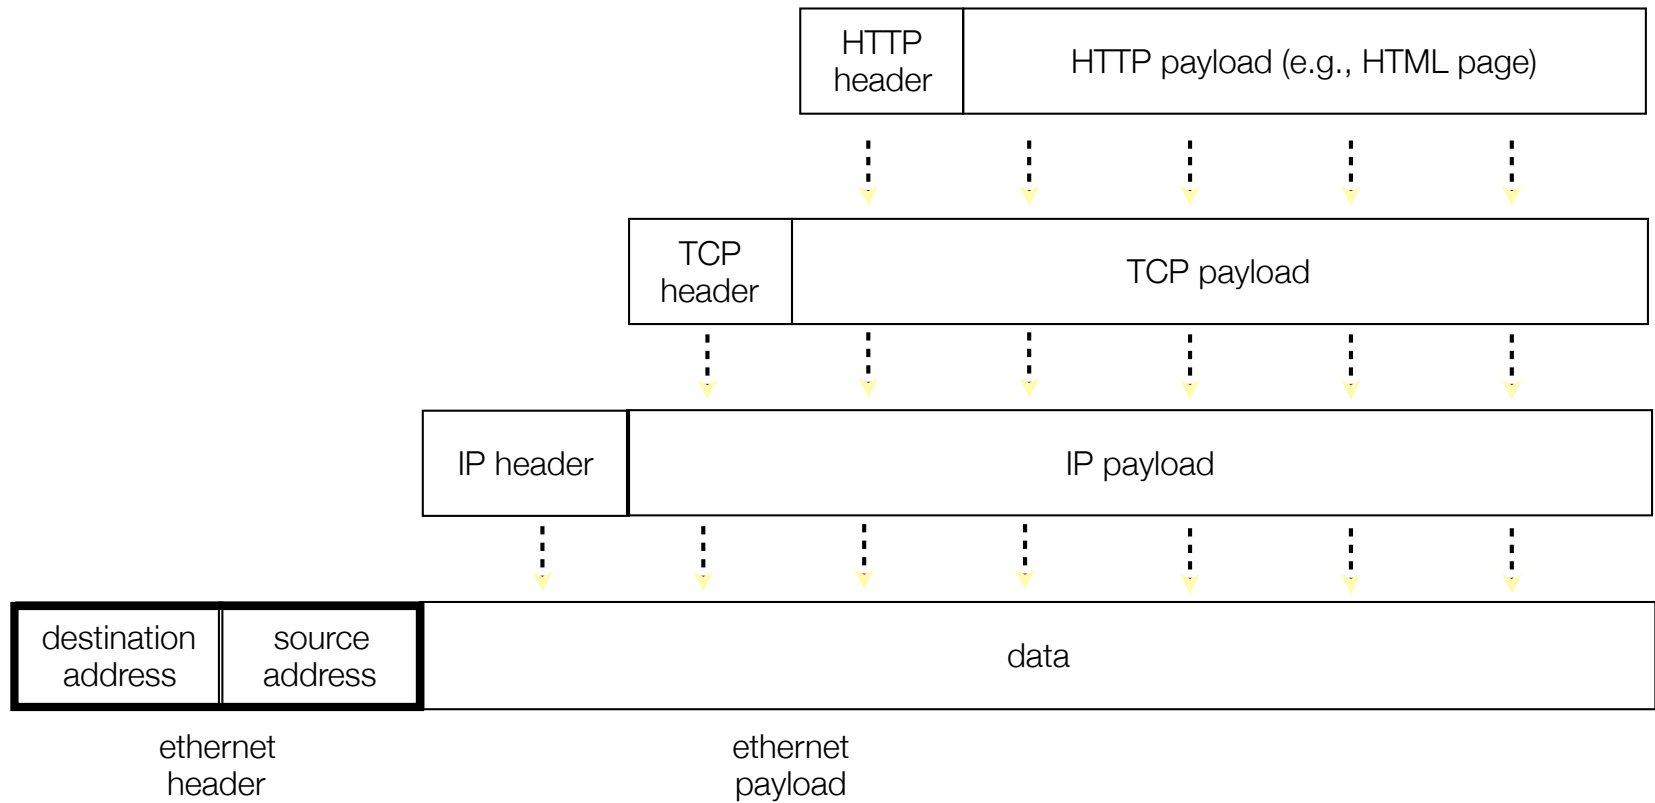 HTTP
header
HTTP payload (e.g., HTML page)
TCP
header
TCP payload
IP header
IP payload
destination
address
source
address
data
ethernet
header
ethernet
payload